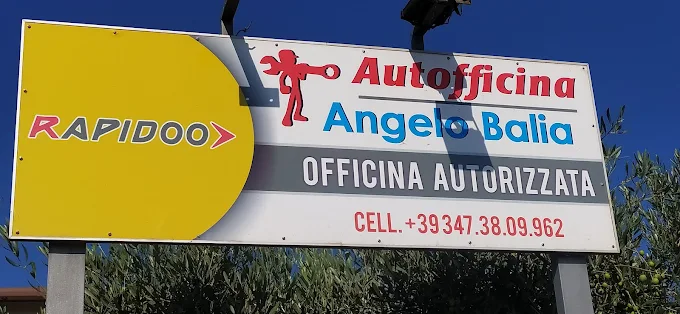 RAPIDOO
Autofficina
Angelo Balia
OFFICINA AUTORIZZATA
CELL. +39 347.38.09.962